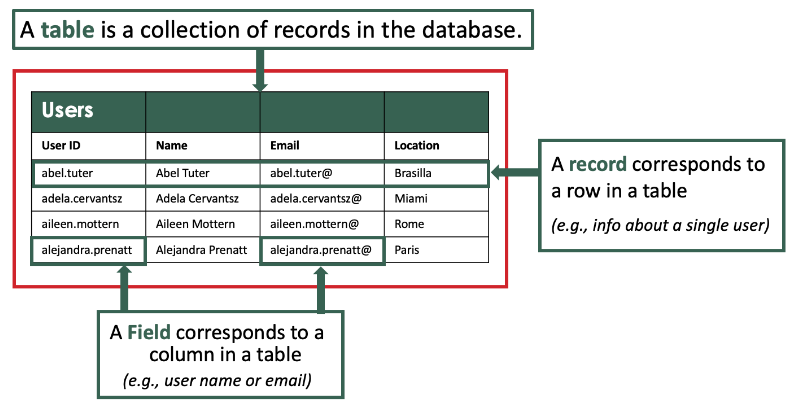 A table is a collection of records in the database.
Users
User ID Name Email Location
abel.tuter Abel Tuter abel.tuter@ Brasilla
adela.cervantsz Adela Cervantsz adela.cervantsz@ Miami
aileen.mottern Aileen Mottern aileen.mottern@ Rome
alejandra.prenatt Alejandra Prenatt alejandra.prenatt@ Paris
A record corresponds to
a row in a table
(e.g., info about a single user)
A Field corresponds to a
column in a table
(e.g., user name or email)